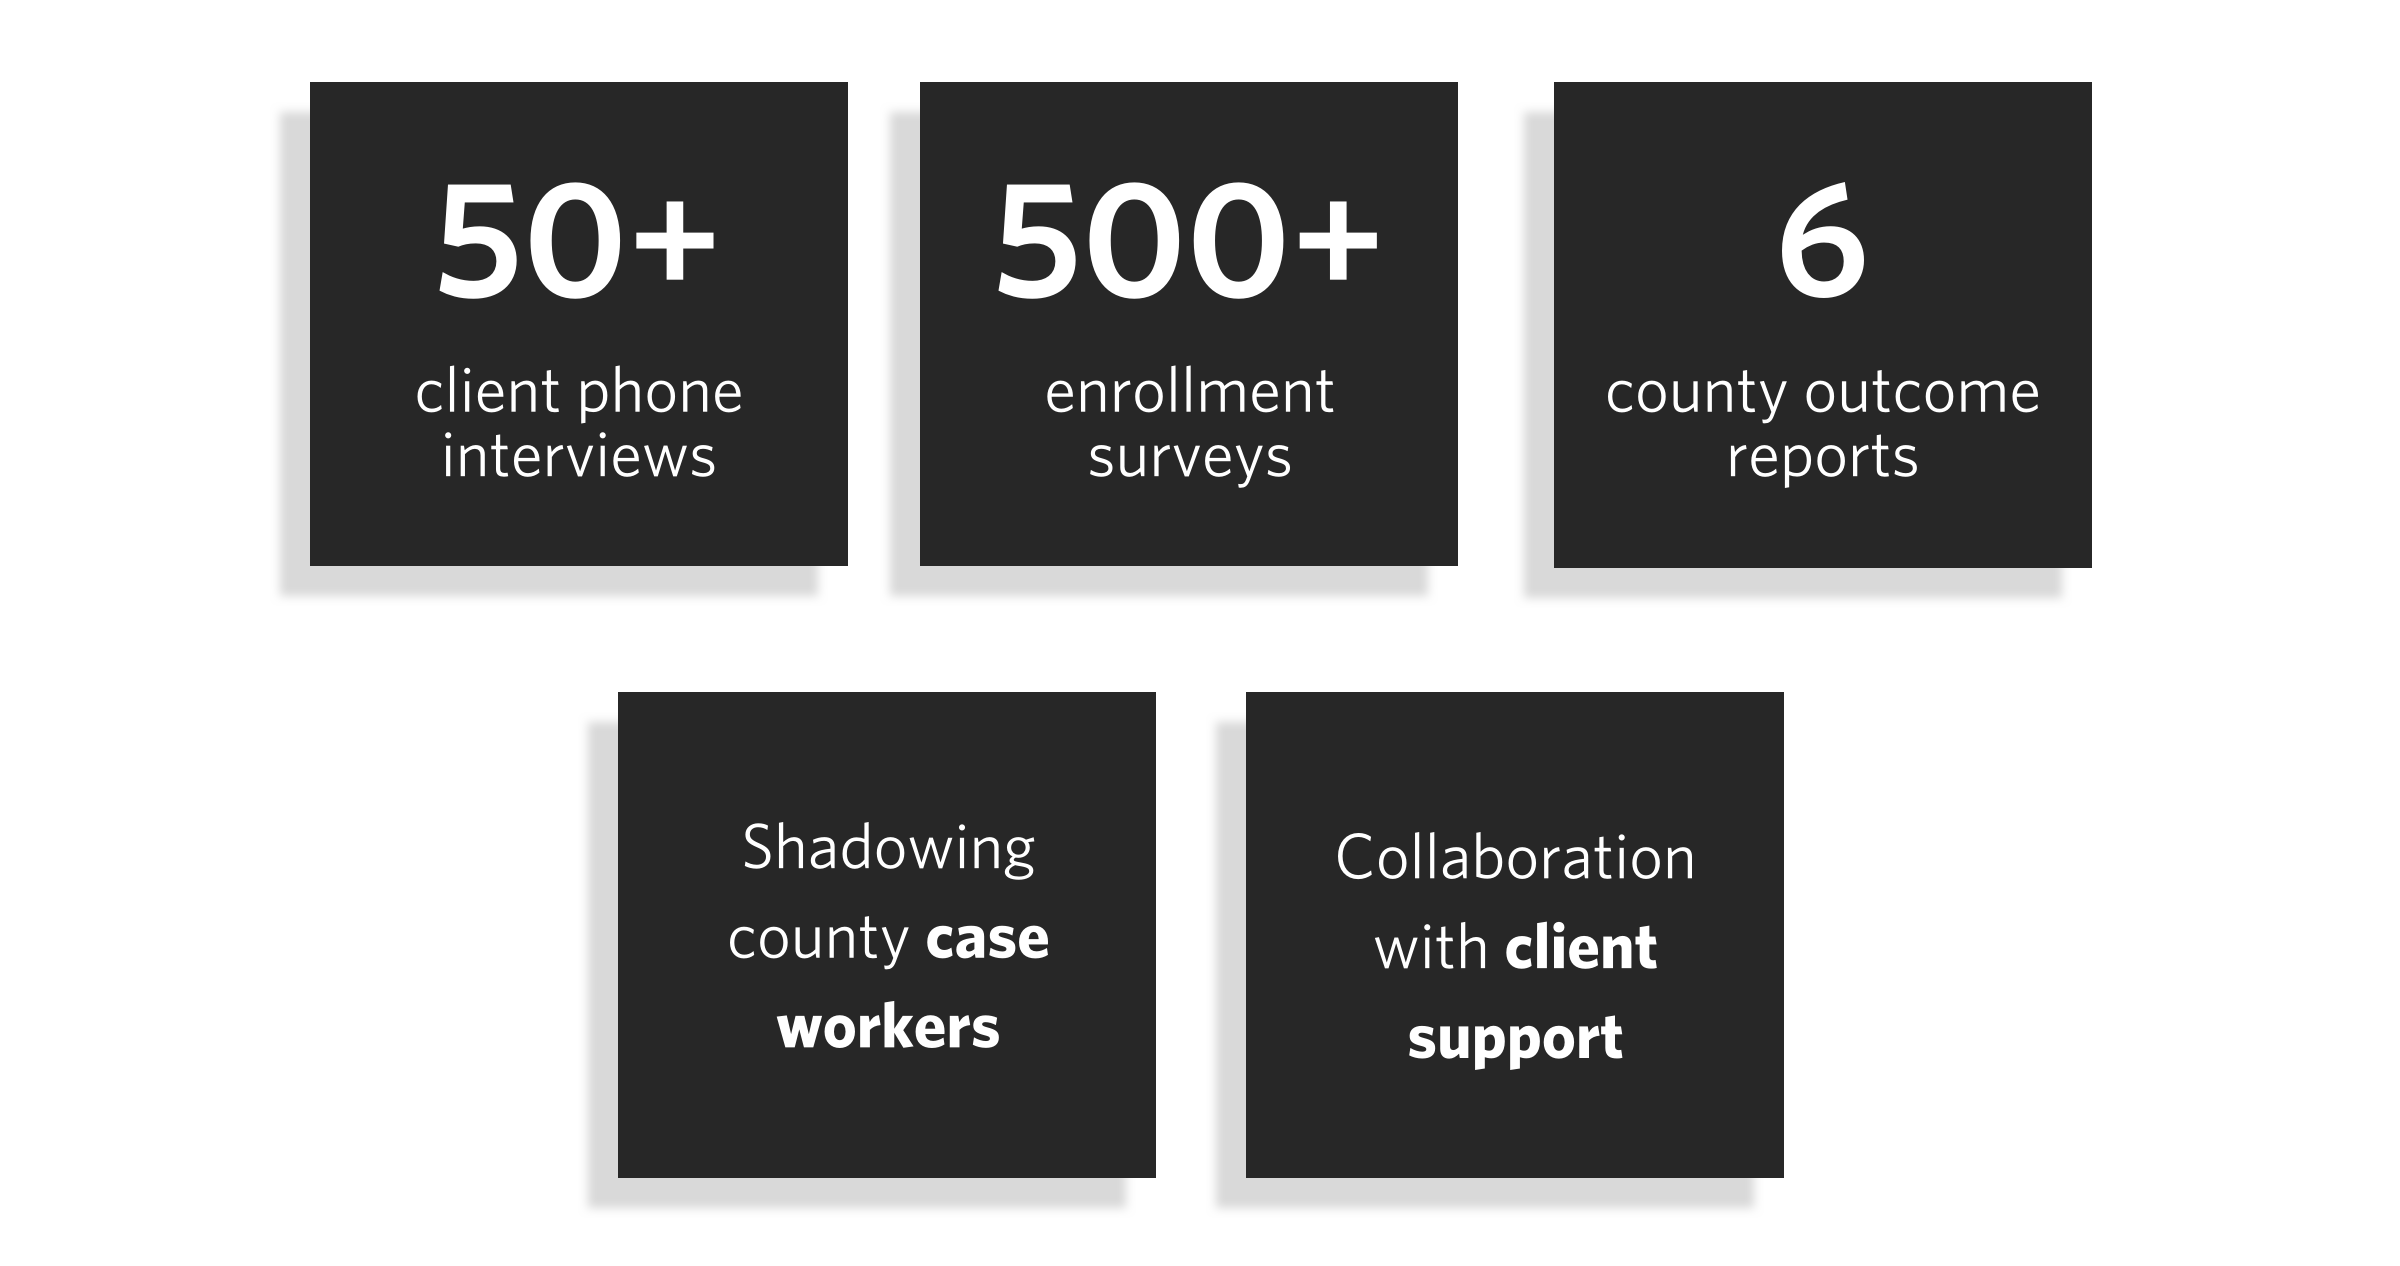 50+
client phone
interviews
500+
enrollment
surveys
6
county outcome
reports
Shadowing
county case
workers
Collaboration
with client
support